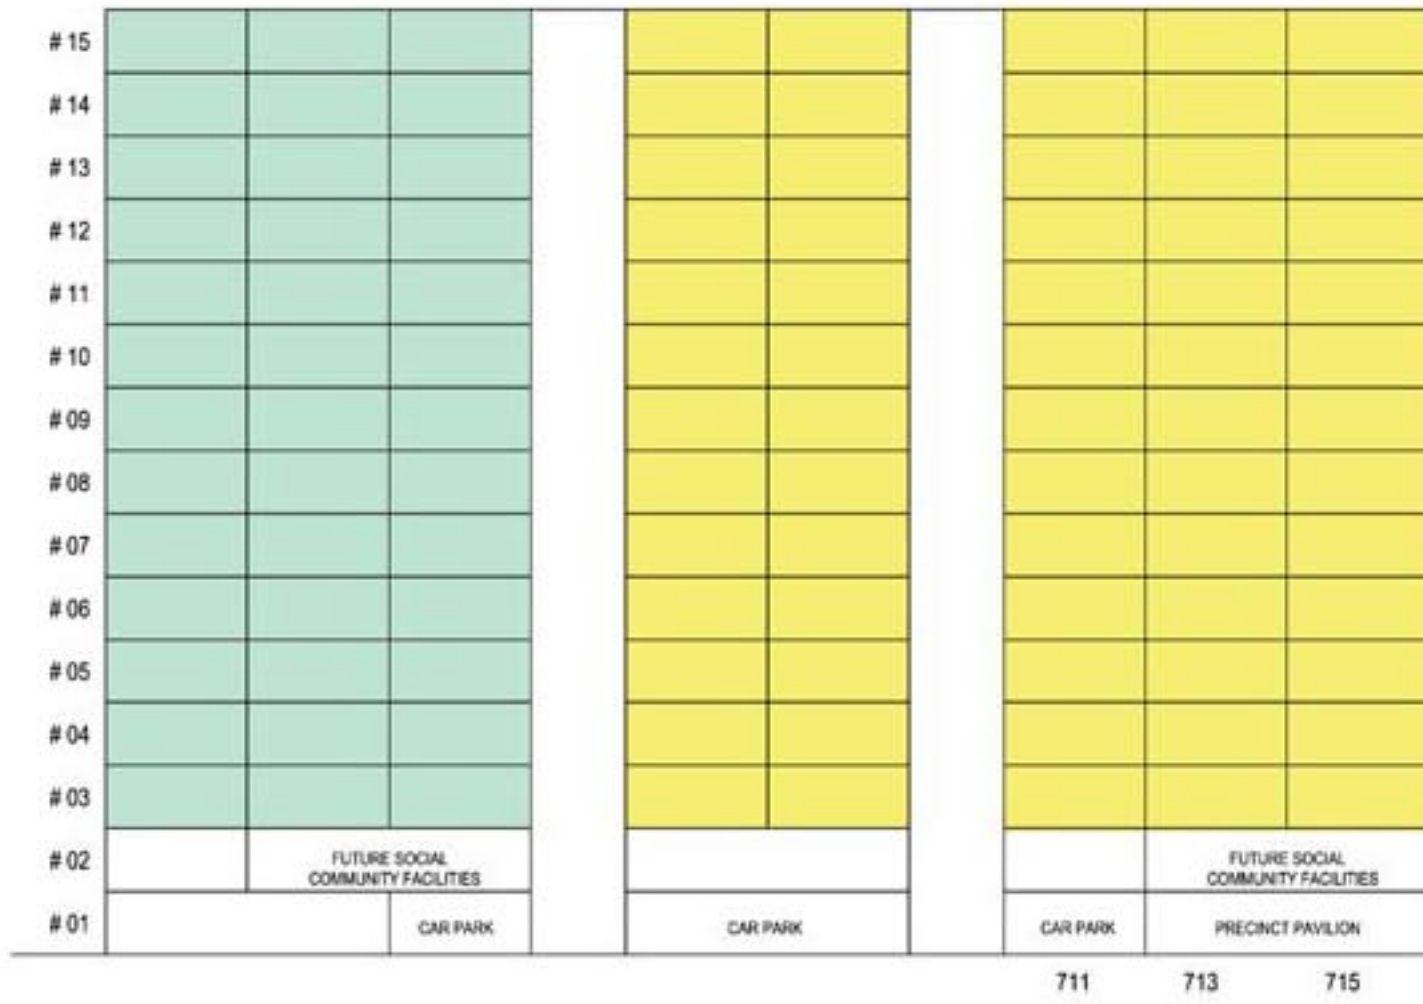 # 15
# 14
# 13
# 12
# 11
# 10
# 09
# 08
# 07
# 06
# 05
# 04
# 03
# 02
FUTURE SOCIAL
COMMUNITY FACILITIES
FUTURE SOCIAL
COMMUNITY FACILITIES
# 01
CAR PARK
CAR PARK
CAR PARK
PRECINCT PAVILION
711
713
715